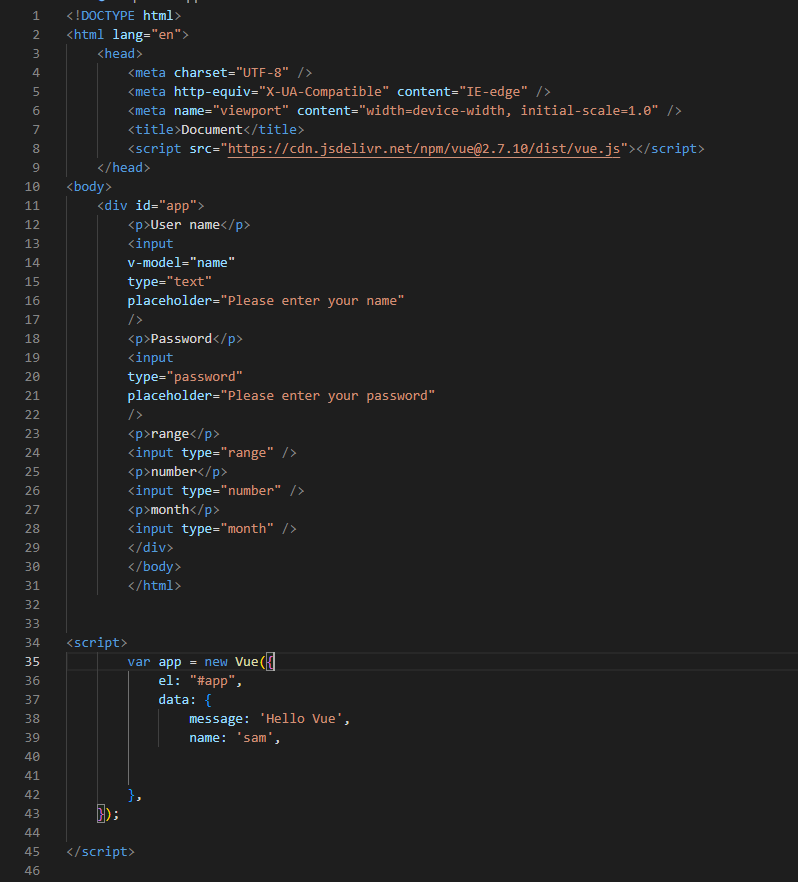 1 <!DOCTYPE html>
2 <html lang="en">
3 <head>
4 <meta charset="UTF-8" />
5 <meta http-equiv="X-UA-Compatible" content="IE-edge" />
6 <meta name="viewport" content="width=device-width, initial-scale=1.0" />
7 <title>Document</title>
8 <script src="https://cdn.jsdelivr.net/npm/vue@2.7.10/dist/vue.js"></script>
9 </head>
10 <body>
11 <div id="app">
12 <p>User name</p>
13 <input
14 v-model="name"
15 type="text"
16 placeholder="Please enter your name"
17 />
18 <p>Password</p>
19 <input
20 type="password"
21 placeholder="Please enter your password"
22 />
23 <p>range</p>
24 <input type="range" />
25 <p>number</p>
26 <input type="number" />
27 <p>month</p>
28 <input type="month" />
29 </div>
30 </body>
31 </html>
32
33
34 <script>
35 var app = new Vue({
36 el: "#app",
37 data: {
38 message: 'Hello Vue',
39 name: 'sam',
40
41
42 },
43 });
44
45 </script>
46